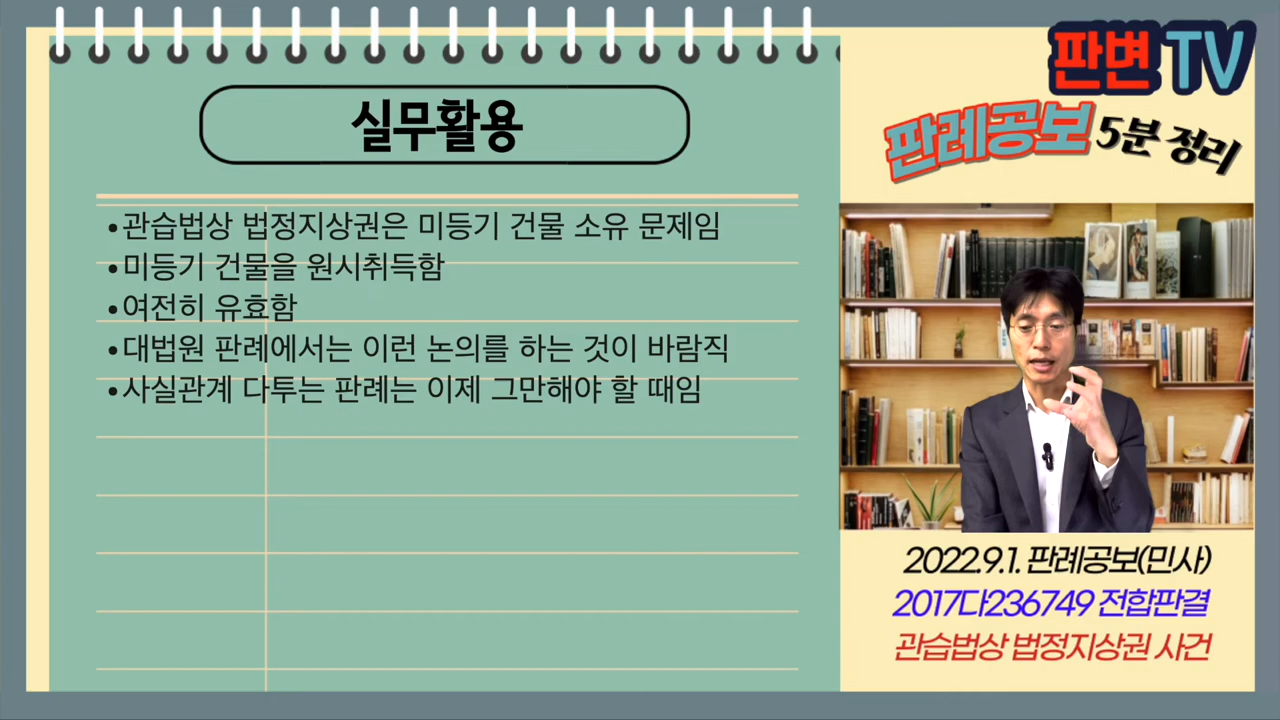 실무활용
•관습법상 법정지상권은 미등기 건물 소유 문제임
•미등기 건물을 원시취득함
•여전히 유효함
•대법원 판례에서는 이런 논의를 하는 것이 바람직
•사실관계 다투는 판례는 이제 그만해야 할 때임
판변 TV
판례공보 5분 정리
2022.9.1. 판례공보(민사)
2017다236749 전합판결
관습법상 법정지상권 사건